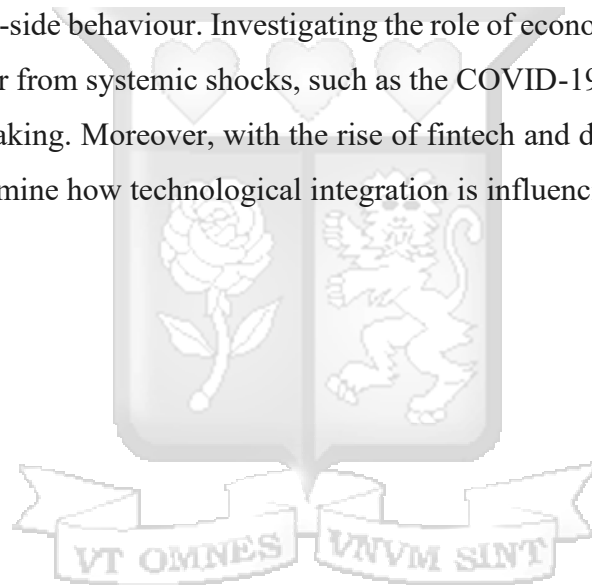 -side behaviour. Investigating the role of econo
r from systemic shocks, such as the COVID-19
aking. Moreover, with the rise of fintech and d
mine how technological integration is influenc
VT OMNES VNVM SINT